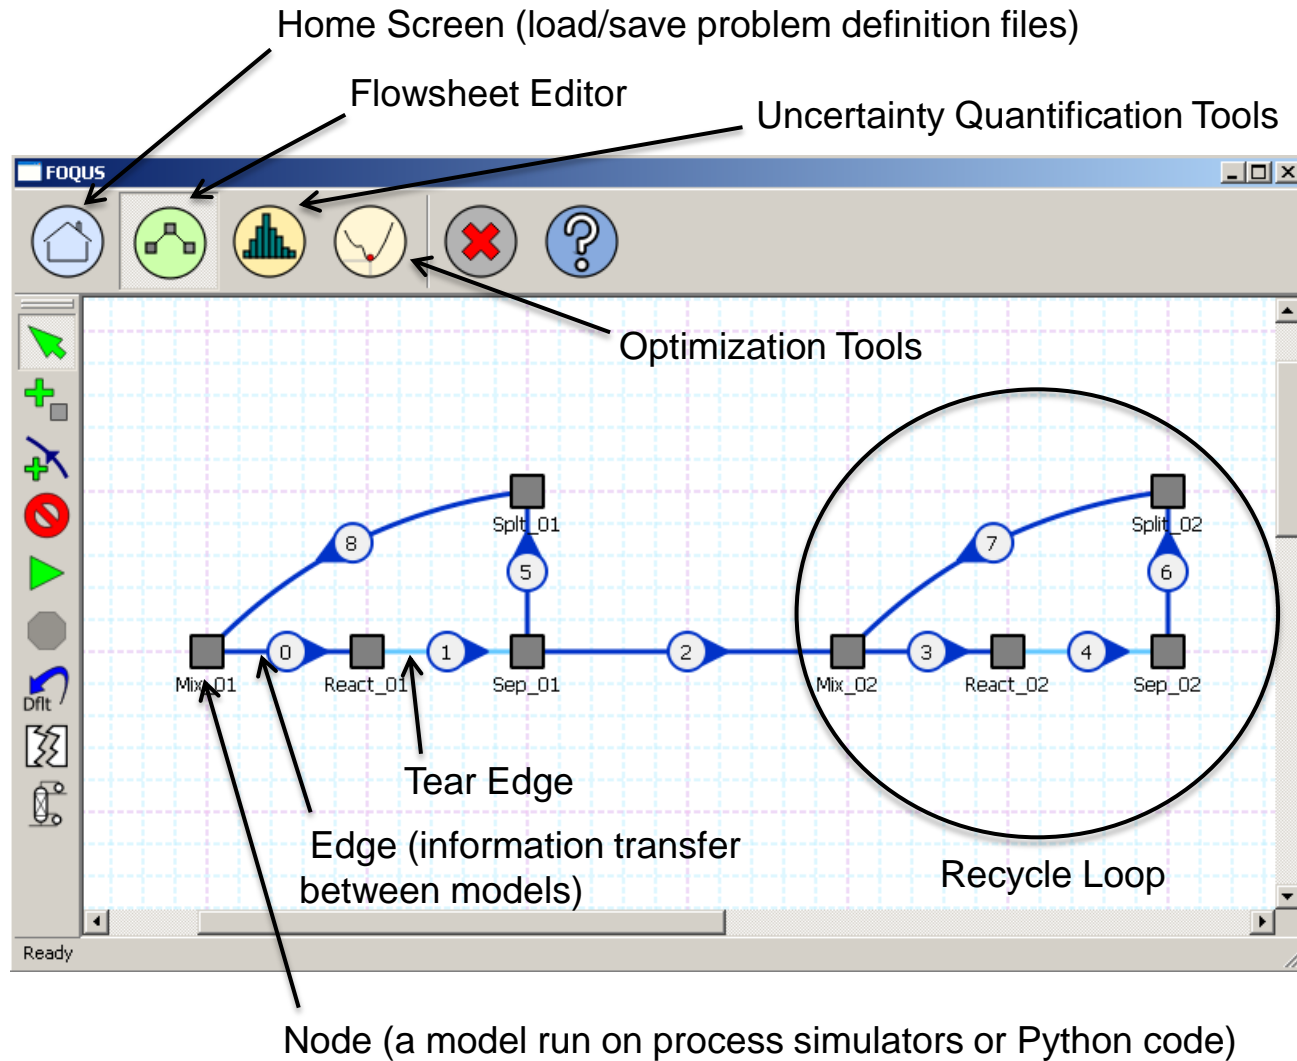 Home Screen (load/save problem definition files)
Flowsheet Editor
Uncertainty Quantification Tools
FOQUS
Optimization Tools
Splt_01
Split_02
8
7
5
6
0
1
2
3
4
Mix_01
React_01
Sep_01
Mix_02
React_02
Sep_02
Dflt
Tear Edge
Edge (information transfer
between models)
Recycle Loop
Ready
Node (a model run on process simulators or Python code)